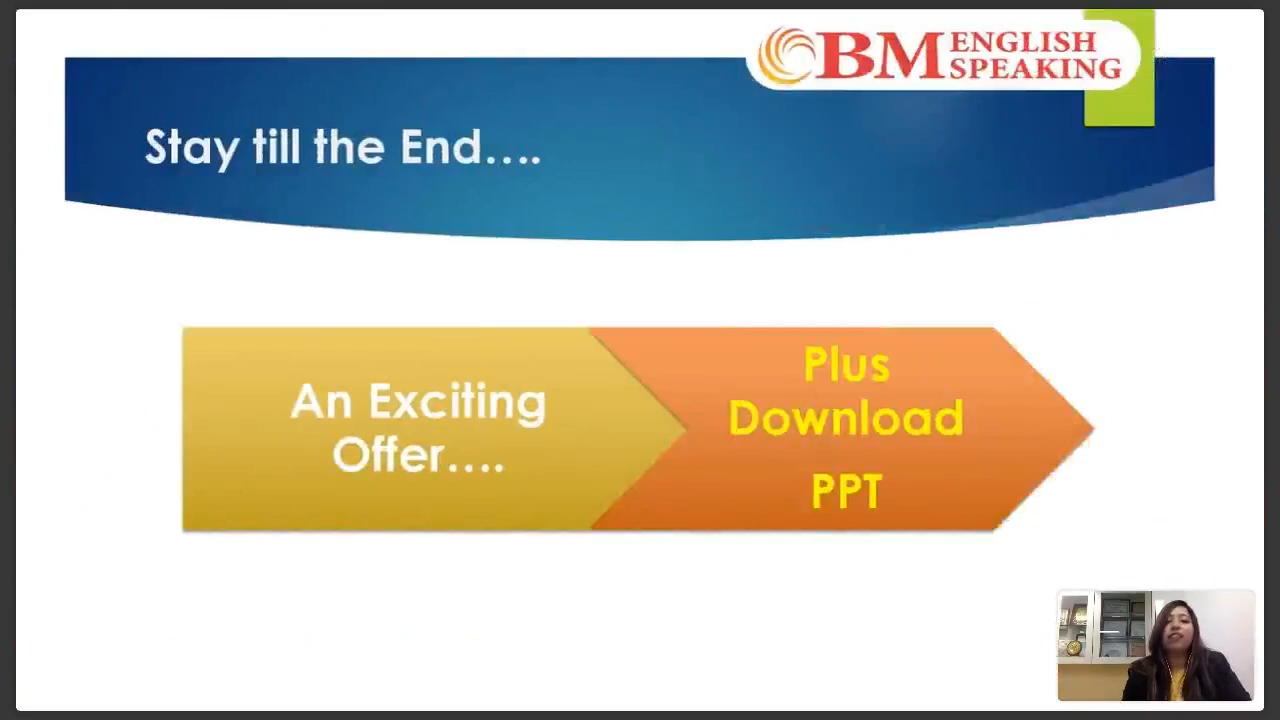 BM ENGLISH
SPEAKING
Stay till the End....
An Exciting
Offer....
Plus
Download
PPT